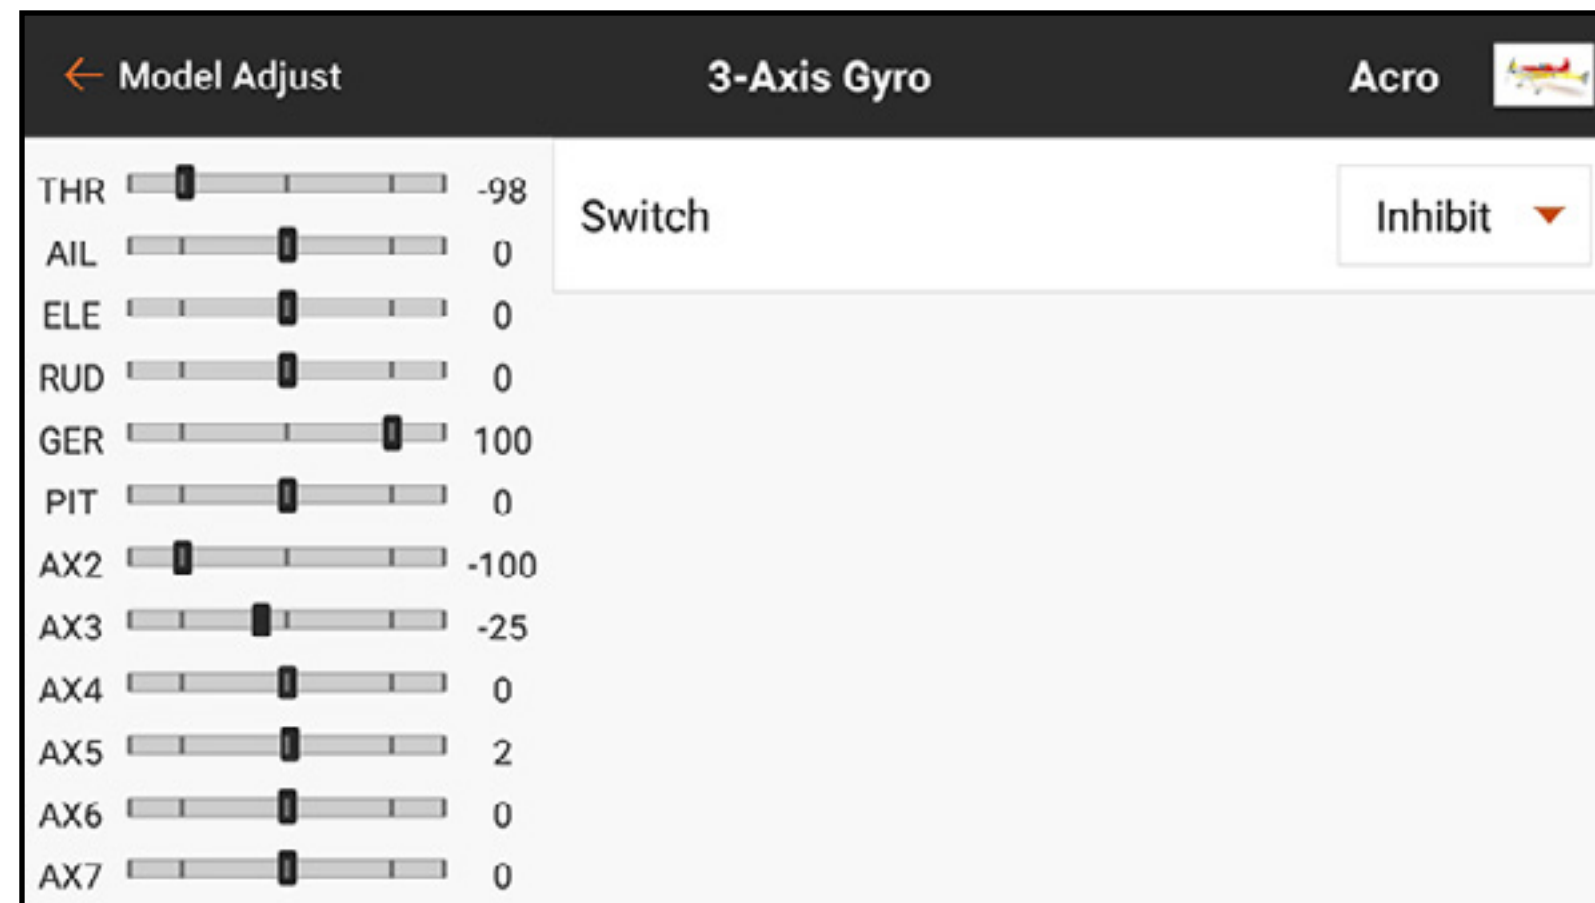 ← Model Adjust 3-Axis Gyro Acro
THR -98
Switch Inhibit
AIL 0
ELE 0
RUD 0
GER 100
PIT 0
AX2 -100
AX3 -25
AX4 0
AX5 2
AX6 0
AX7 0